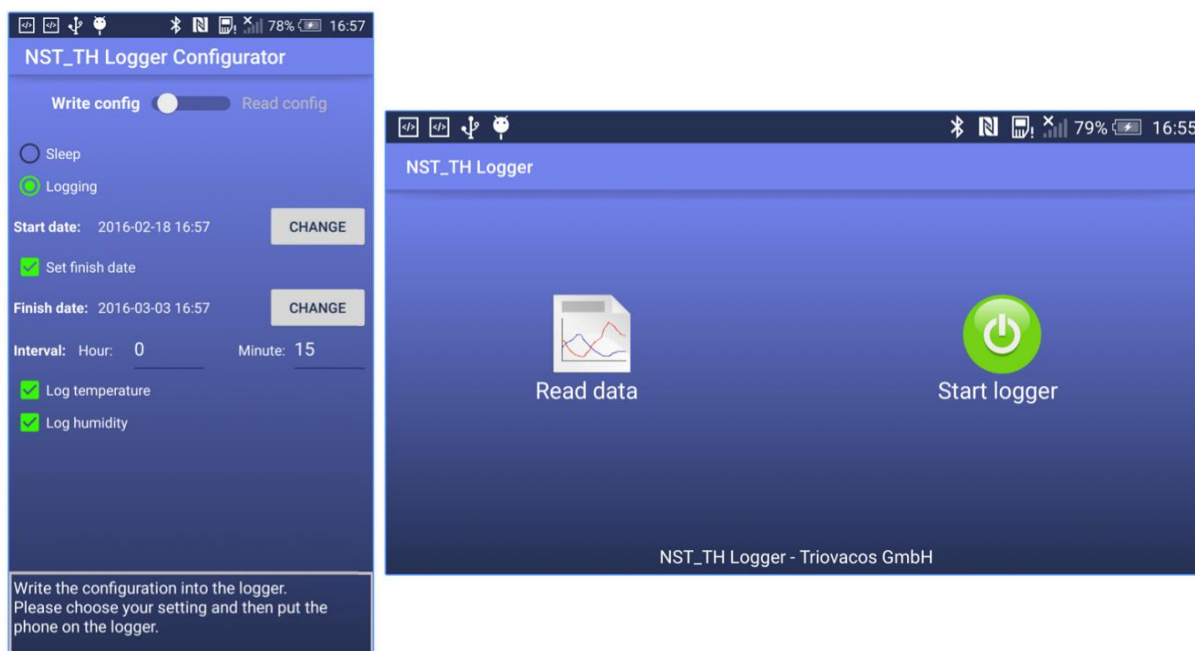 78% 16:57
NST_TH Logger Configurator
Write config Read config
Sleep
Logging
Start date: 2016-02-18 16:57 CHANGE
Set finish date
Finish date: 2016-03-03 16:57 CHANGE
Interval: Hour: 0 Minute: 15
Log temperature
Log humidity
Write the configuration into the logger.
Please choose your setting and then put the
phone on the logger.
79% 16:55
NST_TH Logger
Read data
Start logger
NST_TH Logger - Triovacos GmbH